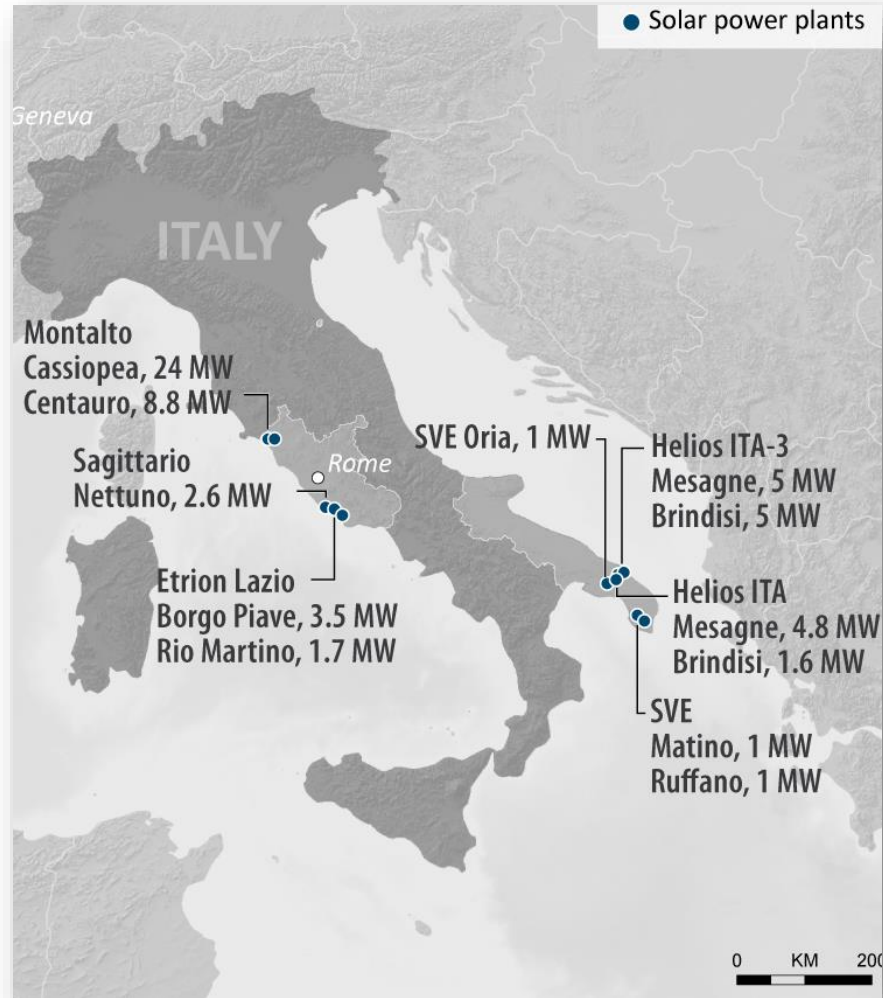 Solar power plants
Geneva
ITALY
Montalto
Cassiopea, 24 MW
Centauro, 8.8 MW
Sagittario
Nettuno, 2.6 MW
Rome
Etrion Lazio
Borgo Piave, 3.5 MW
Rio Martino, 1.7 MW
SVE Oria, 1 MW
Helios ITA-3
Mesagne, 5 MW
Brindisi, 5 MW
Helios ITA
Mesagne, 4.8 MW
Brindisi, 1.6 MW
SVE
Matino, 1 MW
Ruffano, 1 MW
0 KM 200